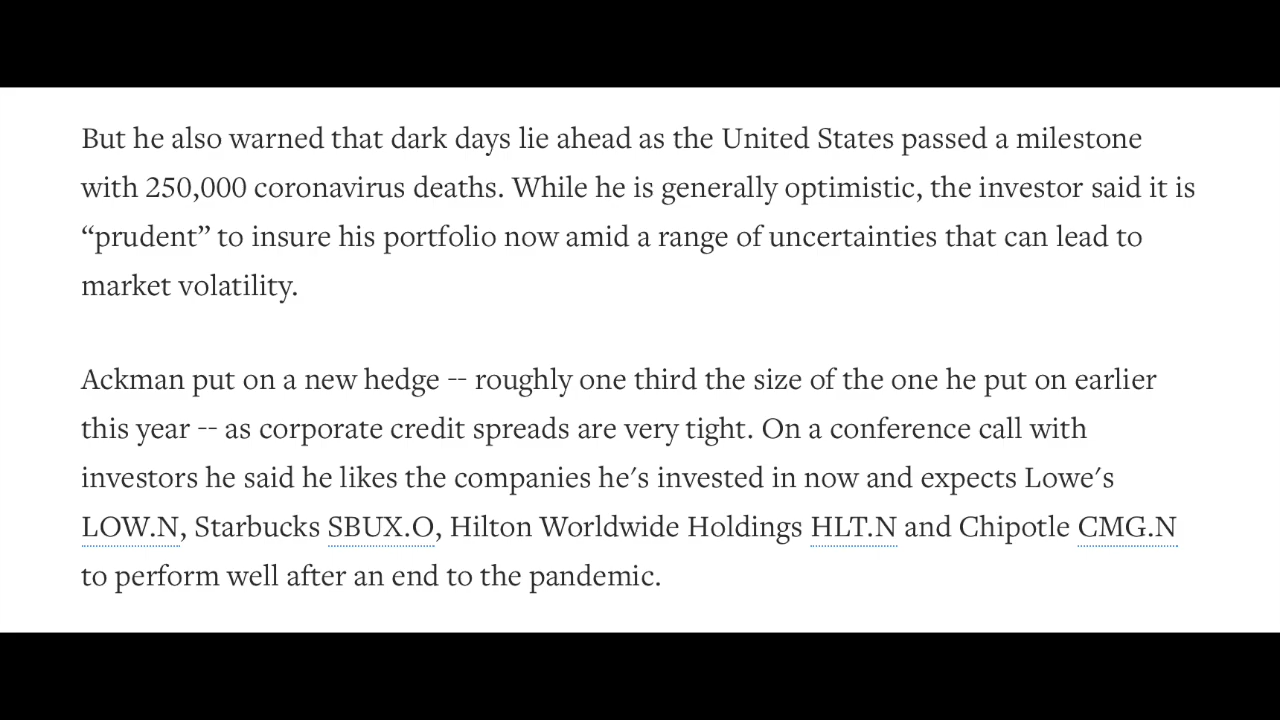 But he also warned that dark days lie ahead as the United States passed a milestone
with 250,000 coronavirus deaths. While he is generally optimistic, the investor said it is
“prudent” to insure his portfolio now amid a range of uncertainties that can lead to
market volatility.
Ackman put on a new hedge -- roughly one third the size of the one he put on earlier
this year -- as corporate credit spreads are very tight. On a conference call with
investors he said he likes the companies he's invested in now and expects Lowe's
LOW.N, Starbucks SBUX.O, Hilton Worldwide Holdings HLT.N and Chipotle CMG.N
to perform well after an end to the pandemic.